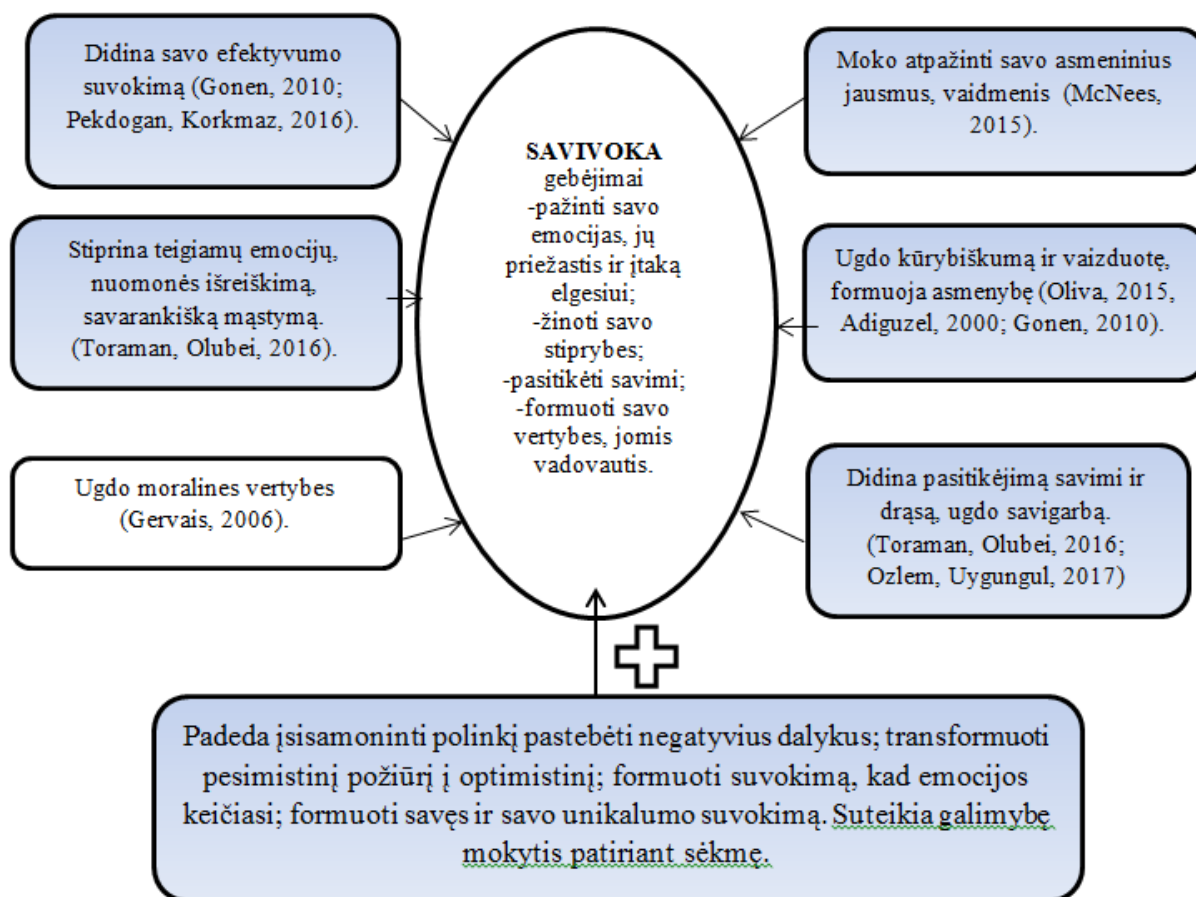 Didina savo efektyvumo
suvokimą (Gonen, 2010;
Pekdogan, Korkmaz, 2016).
Moko atpažinti savo asmeninius
jausmus, vaidmenis (McNees,
2015).
SAVIVOKA
gebėjimai
-pažinti savo
emocijas, jų
priežastis ir įtaką
elgesiui;
-žinoti savo
stiprybes;
-pasitikėti savimi;
-formuoti savo
vertybes, jomis
vadovautis.
Stiprina teigiamų emocijų,
nuomonės išreiškimą,
savarankišką mąstymą.
(Toraman, Olubei, 2016).
Ugdo kūrybiškumą ir vaizduotę,
formuoja asmenybę (Oliva, 2015,
Adiguzel, 2000; Gonen, 2010).
Ugdo moralines vertybes
(Gervais, 2006).
Didina pasitikėjimą savimi ir
drąsą, ugdo savigarbą.
(Toraman, Olubei, 2016;
Ozlem, Uygungul, 2017)
Padeda įsisamoninti polinkį pastebėti negatyvius dalykus; transformuoti
pesimistinį požiūrį į optimistinį; formuoti suvokimą, kad emocijos
keičiasi; formuoti savęs ir savo unikalumo suvokimą. Suteikia galimybę
mokytis patiriant sėkmę.